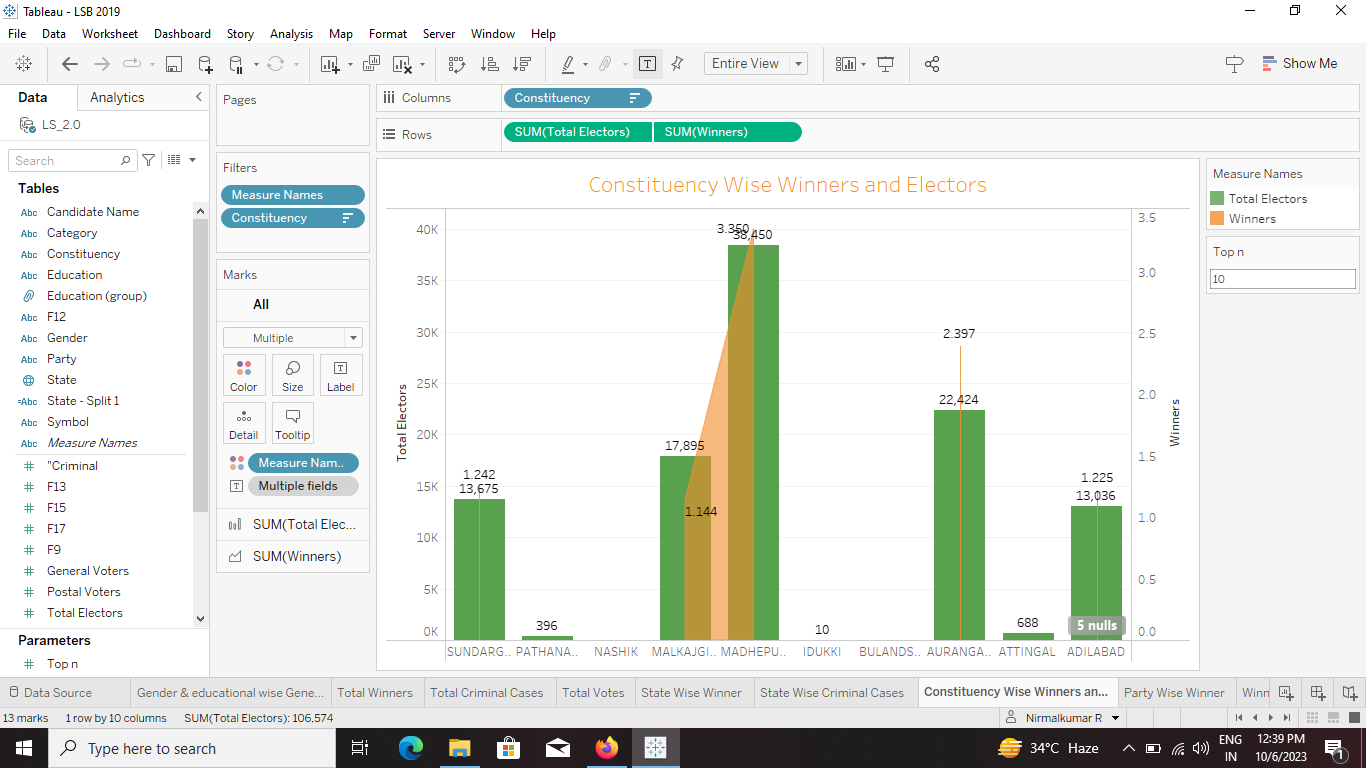 Tableau - LSB 2019
File Data Worksheet Dashboard Story Analysis Map Format Server Window Help
Entire View
Show Me
Data Analytics
LS_2.0
Search
Tables
Abc Candidate Name
Abc Category
Abc Constituency
Abc Education
Education (group)
Abc F12
Abc Gender
Abc Party
State
=Abc State - Split 1
Abc Symbol
Abc Measure Names
# "Criminal
# F13
# F15
# F17
# F9
# General Voters
# Postal Voters
# Total Electors
Parameters
# Top n
Pages
Filters
Measure Names
Constituency
Marks
All
Multiple
Color Size Label
Detail Tooltip
Measure Nam..
Multiple fields
SUM(Total Elec...
SUM(Winners)
Columns Constituency
Rows SUM(Total Electors) SUM(Winners)
Constituency Wise Winners and Electors
Total Electors
40K
35K
30K
25K
20K
15K
10K
5K
0K
1.242
13,675
396
17,895
1.144
3.350
38,450
10
2.397
22,424
688
1.225
13,036
5 nulls
3.5
3.0
2.5
2.0
1.5
1.0
0.5
0.0
Winners
SUNDARG.. PATHANA.. NASHIK MALKAJGI.. MADHEPU.. IDUKKI BULANDS.. AURANGA.. ATTINGAL ADILABAD
Measure Names
Total Electors
Winners
Top n
10
Data Source Gender & educational wise Gene... Total Winners Total Criminal Cases Total Votes State Wise Winner State Wise Criminal Cases Constituency Wise Winners an... Party Wise Winner Winn
13 marks 1 row by 10 columns SUM(Total Electors): 106,574 Nirmalkumar R
Type here to search
34°C Haze
ENG
IN
12:39 PM
10/6/2023
1